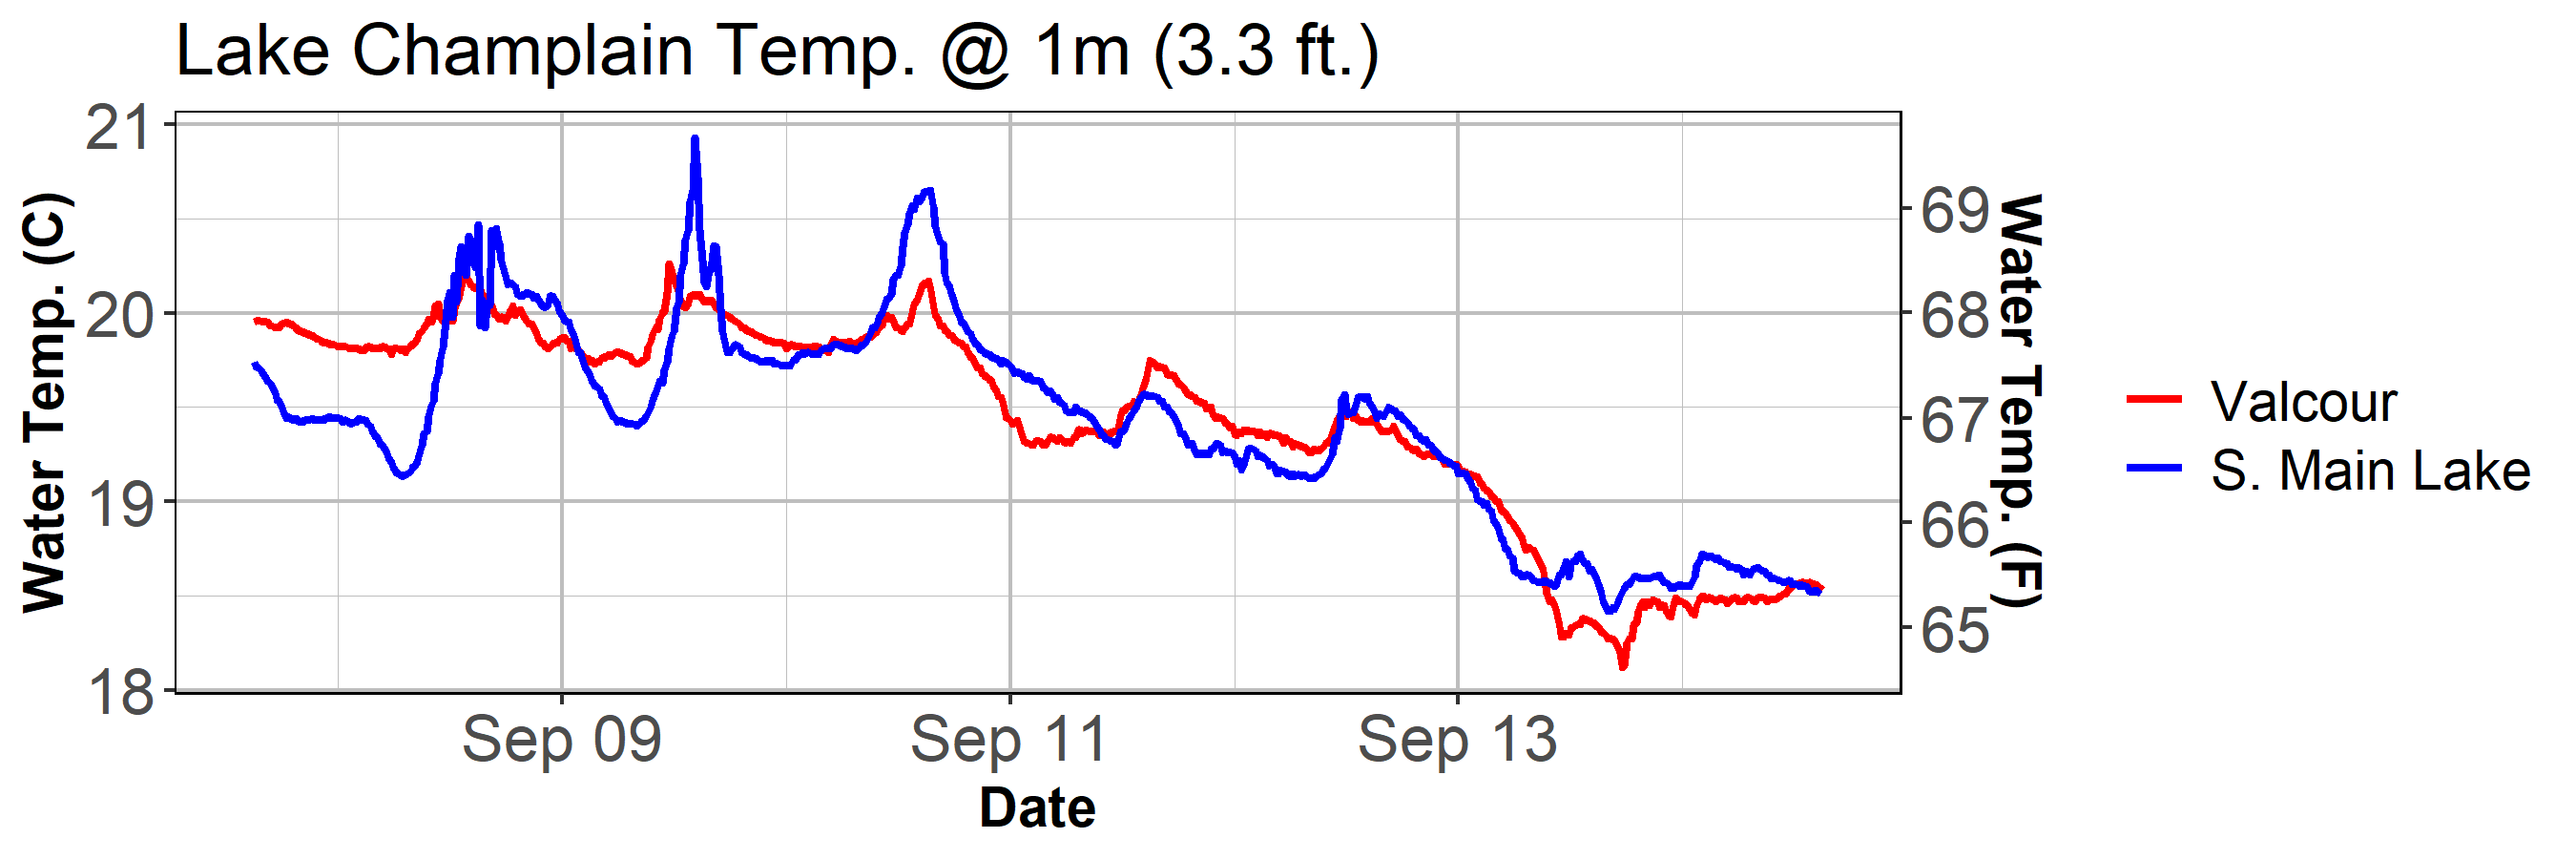 Lake Champlain Temp. @ 1m (3.3 ft.)
Water Temp. (C)
21
20
19
18
69
68
67
66
65
Water Temp. (F)
Sep 09
Sep 11
Sep 13
Date
Valcour
S. Main Lake